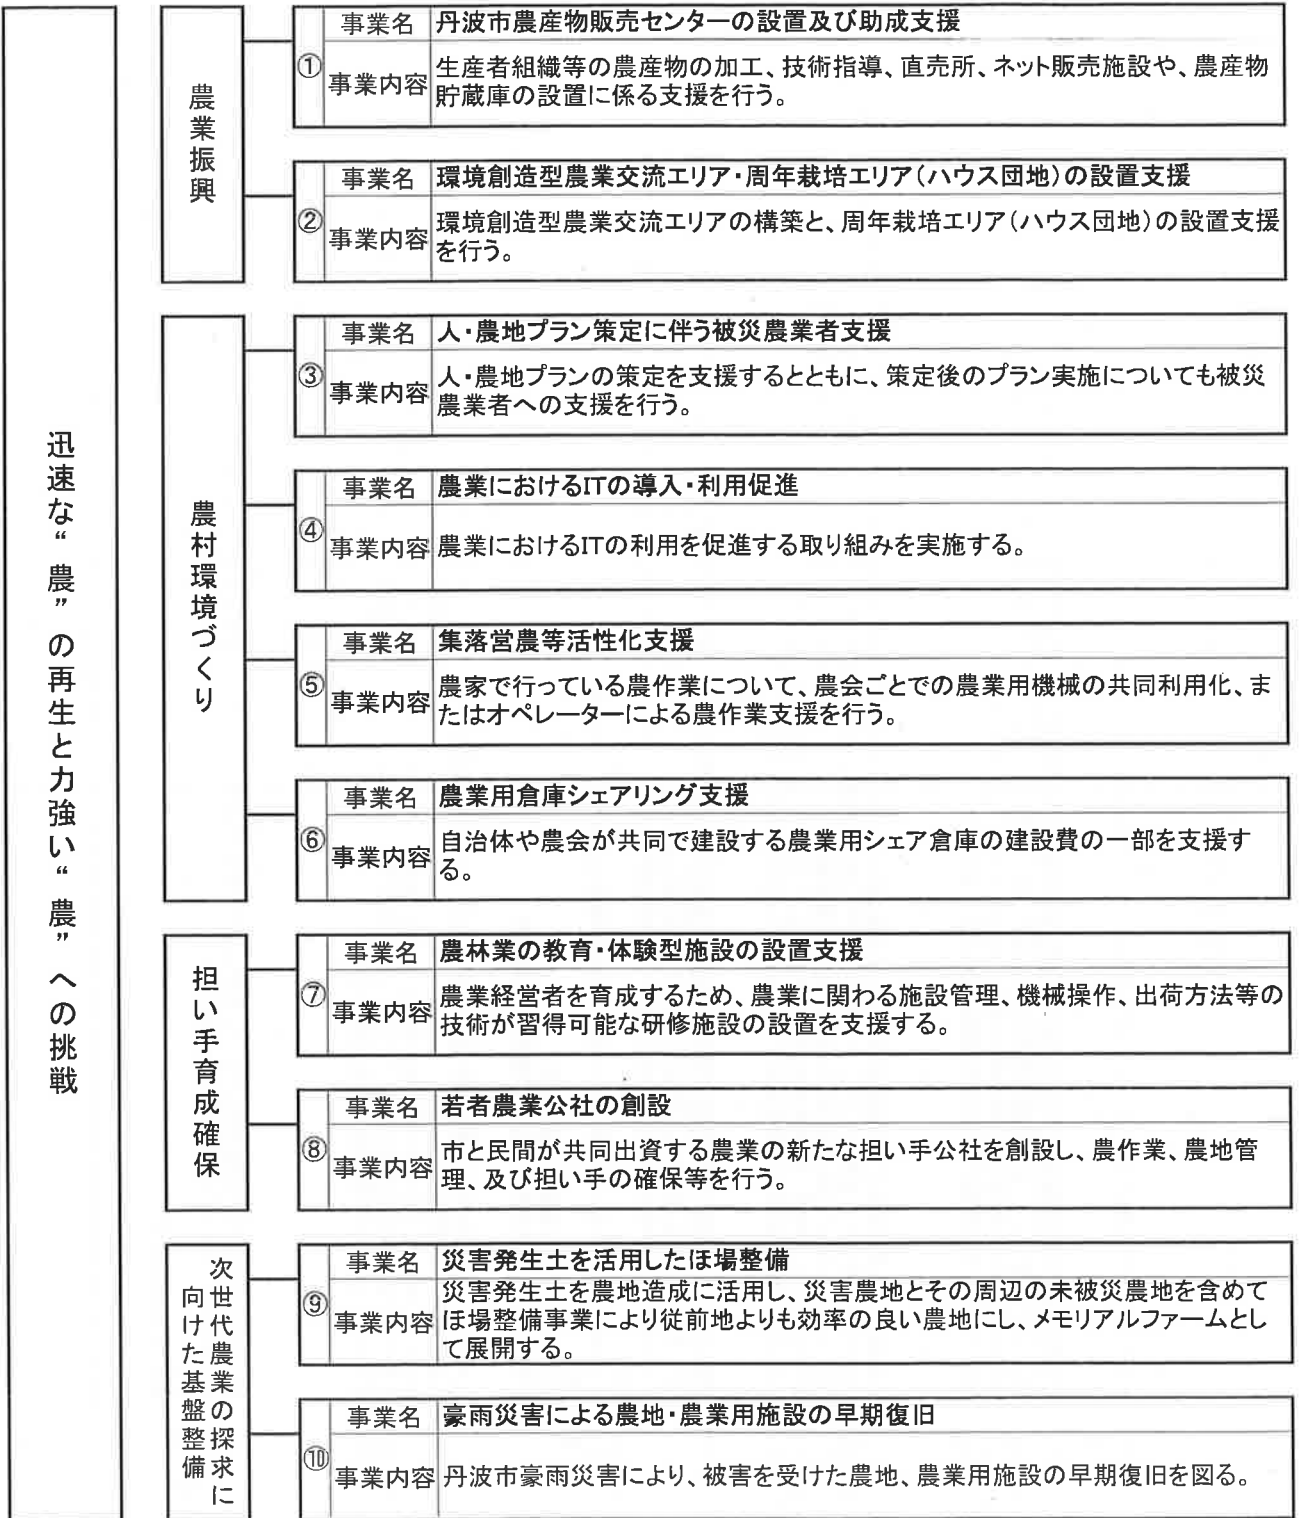 迅速な“農”の再生と力強い“農”への挑戦
農業振興
①
事業名 丹波市農産物販売センターの設置及び助成支援
事業内容 生産者組織等の農産物の加工、技術指導、直売所、ネット販売施設や、農産物
貯蔵庫の設置に係る支援を行う。
②
事業名 環境創造型農業交流エリア・周年栽培エリア(ハウス団地)の設置支援
事業内容 環境創造型農業交流エリアの構築と、周年栽培エリア(ハウス団地)の設置支援
を行う。
農村環境づくり
③
事業名 人・農地プラン策定に伴う被災農業者支援
事業内容 人・農地プランの策定を支援するとともに、策定後のプラン実施についても被災
農業者への支援を行う。
④
事業名 農業におけるITの導入・利用促進
事業内容 農業におけるITの利用を促進する取り組みを実施する。
⑤
事業名 集落営農等活性化支援
事業内容 農家で行っている農作業について、農会ごとでの農業用機械の共同利用化、ま
たはオペレーターによる農作業支援を行う。
⑥
事業名 農業用倉庫シェアリング支援
事業内容 自治体や農会が共同で建設する農業用シェア倉庫の建設費の一部を支援す
る。
担い手育成確保
⑦
事業名 農林業の教育・体験型施設の設置支援
事業内容 農業経営者を育成するため、農業に関わる施設管理、機械操作、出荷方法等の
技術が習得可能な研修施設の設置を支援する。
⑧
事業名 若者農業公社の創設
事業内容 市と民間が共同出資する農業の新たな担い手公社を創設し、農作業、農地管
理、及び担い手の確保等を行う。
次世代農業の探求に
向けた基盤整備
⑨
事業名 災害発生土を活用したほ場整備
事業内容 災害発生土を農地造成に活用し、災害農地とその周辺の未被災農地を含めて
ほ場整備事業により従前地よりも効率の良い農地にし、メモリアルファームとし
て展開する。
⑩
事業名 豪雨災害による農地・農業用施設の早期復旧
事業内容 丹波市豪雨災害により、被害を受けた農地、農業用施設の早期復旧を図る。